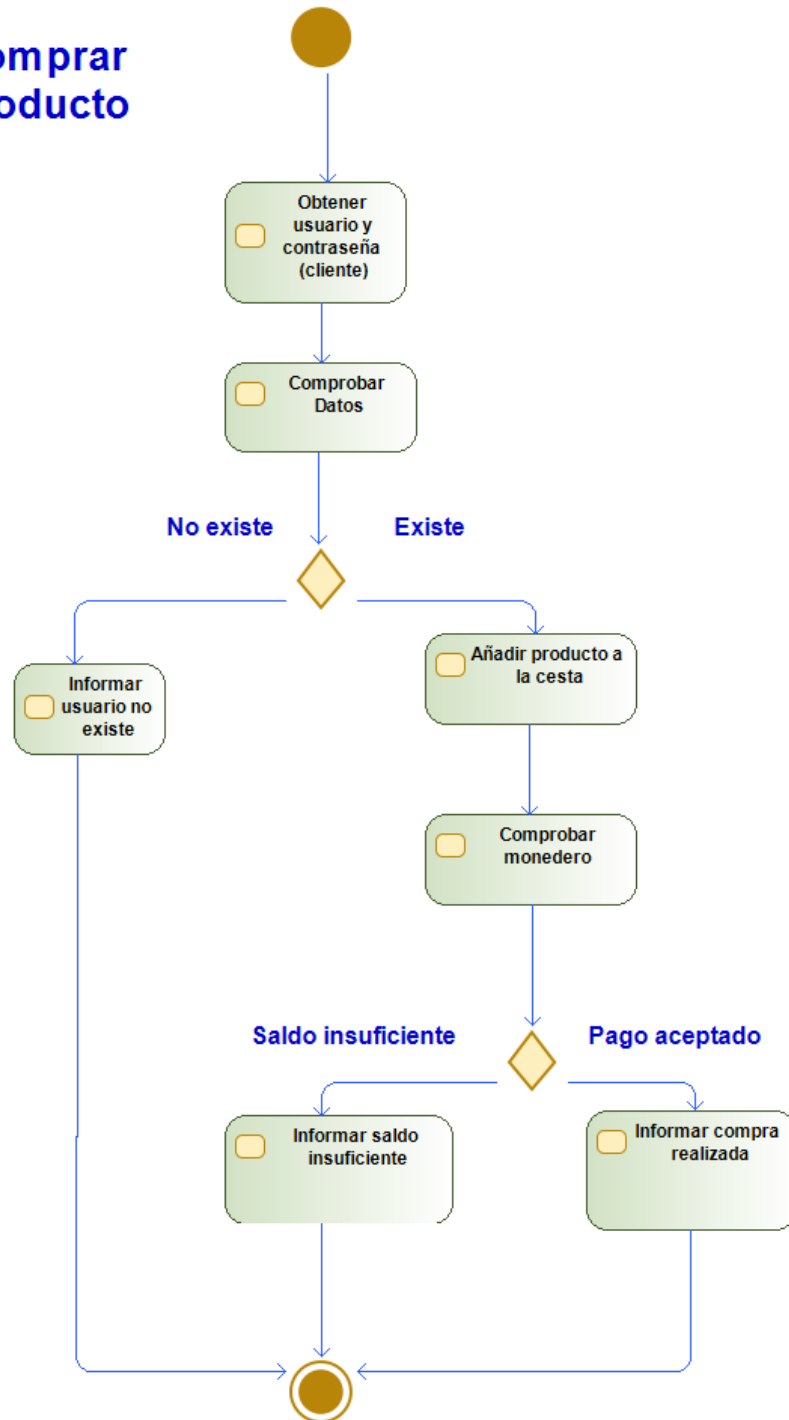 omprar
oducto
Obtener
usuario y
contraseña
(cliente)
Comprobar
Datos
No existe
Existe
Informar
usuario no
existe
Añadir producto a
la cesta
Comprobar
monedero
Saldo insuficiente
Pago aceptado
Informar saldo
insuficiente
Informar compra
realizada